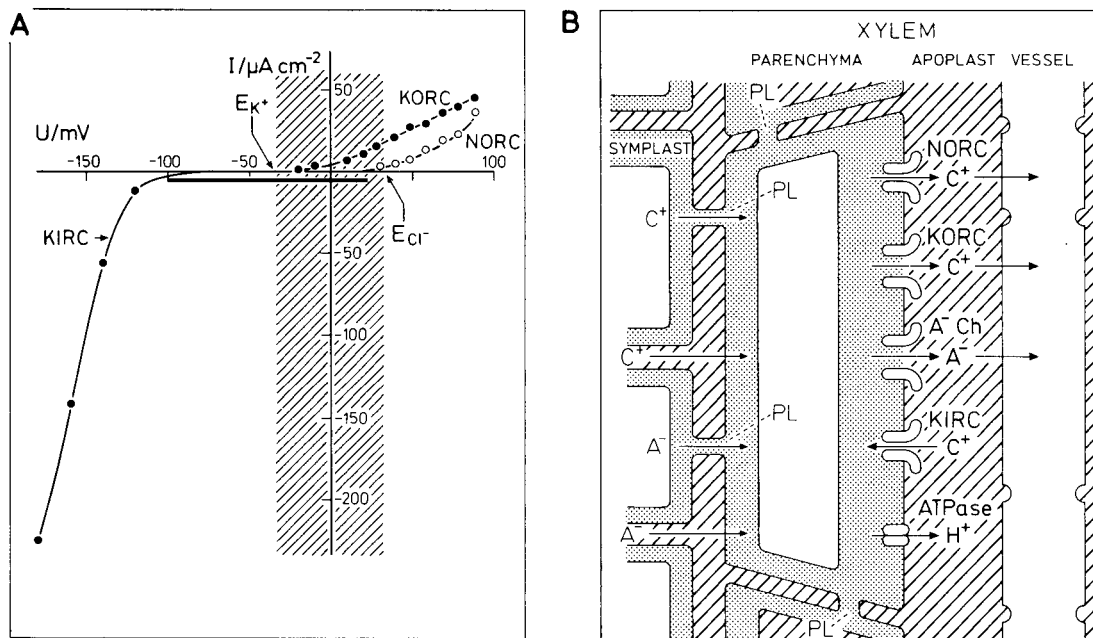 A
I/μA cm⁻²
50
E_K⁺
KORC
U/mV
NORC
-150
-100
-50
0
100
KIRC
E_Cl⁻
-50
-100
-150
-200
B
XYLEM
PARENCHYMA
APOPLAST
VESSEL
PL
SYMPLAST
NORC
C⁺
PL
C⁺
KORC
C⁺
A⁻ Ch
A⁻
C⁺
PL
KIRC
C⁺
A⁻
ATPase
H⁺
A⁻
PL